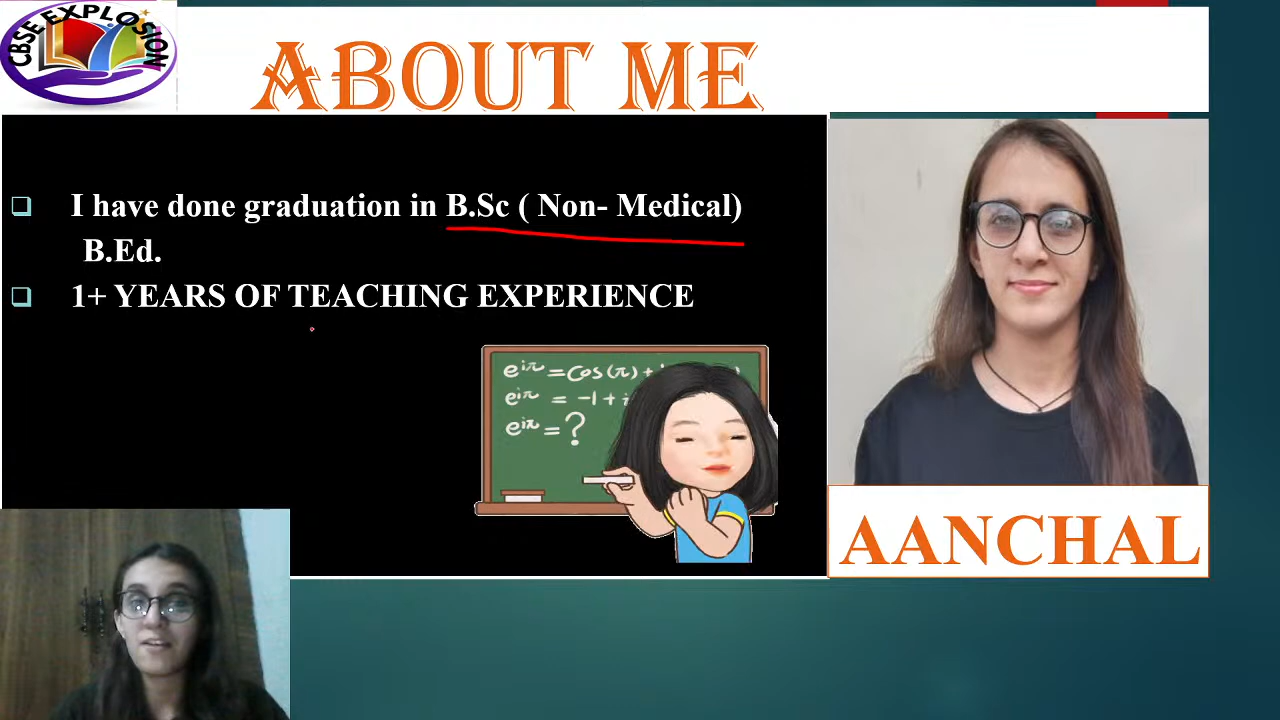 CBSE EXPLOSION
ABOUT ME
I have done graduation in B.Sc ( Non- Medical)
B.Ed.
1+ YEARS OF TEACHING EXPERIENCE
e^iπ = cos(π) +
e^iπ = -1 + i
e^iπ = ?
AANCHAL